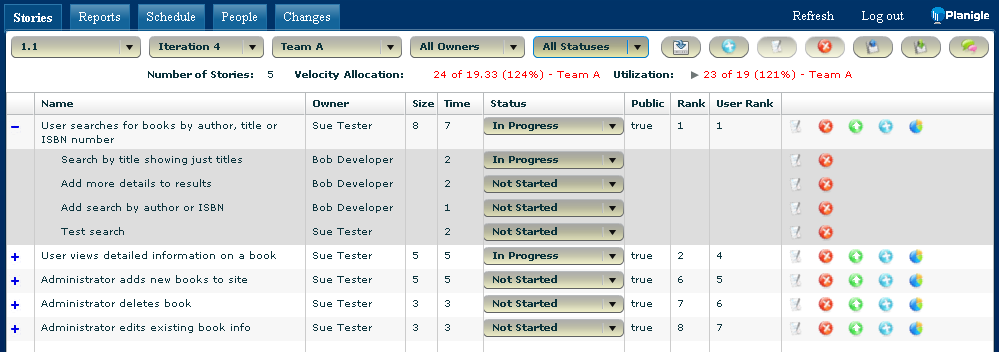 Stories Reports Schedule People Changes Refresh Log out Planigle
1.1 Iteration 4 Team A All Owners All Statuses
Number of Stories: 5 Velocity Allocation: 24 of 19.33 (124%) - Team A Utilization: 23 of 19 (121%) - Team A
Name Owner Size Time Status Public Rank User Rank
User searches for books by author, title or Sue Tester 8 7 In Progress true 1 1
ISBN number
Search by title showing just titles Bob Developer 2 In Progress
Add more details to results Bob Developer 2 Not Started
Add search by author or ISBN Bob Developer 1 Not Started
Test search Sue Tester 2 Not Started
User views detailed information on a book Sue Tester 5 5 In Progress true 2 4
Administrator adds new books to site Sue Tester 5 5 Not Started true 6 5
Administrator deletes book Sue Tester 3 3 Not Started true 7 6
Administrator edits existing book info Sue Tester 3 3 Not Started true 8 7